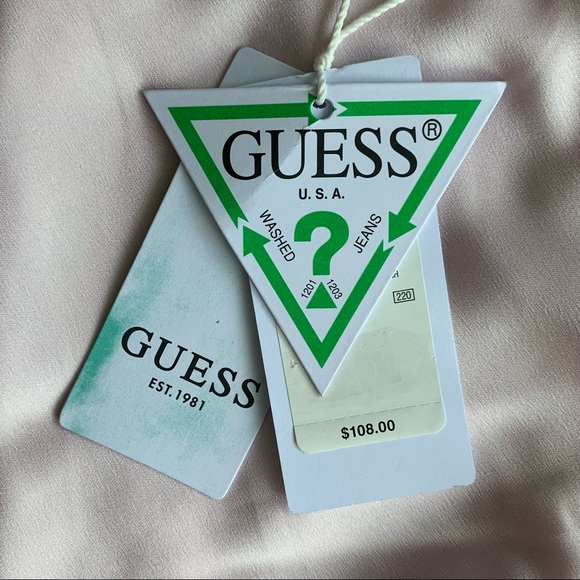 GUESS®
U.S.A.
WASHED
?
JEANS
1201
1203
220
GUESS
EST. 1981
$108.00